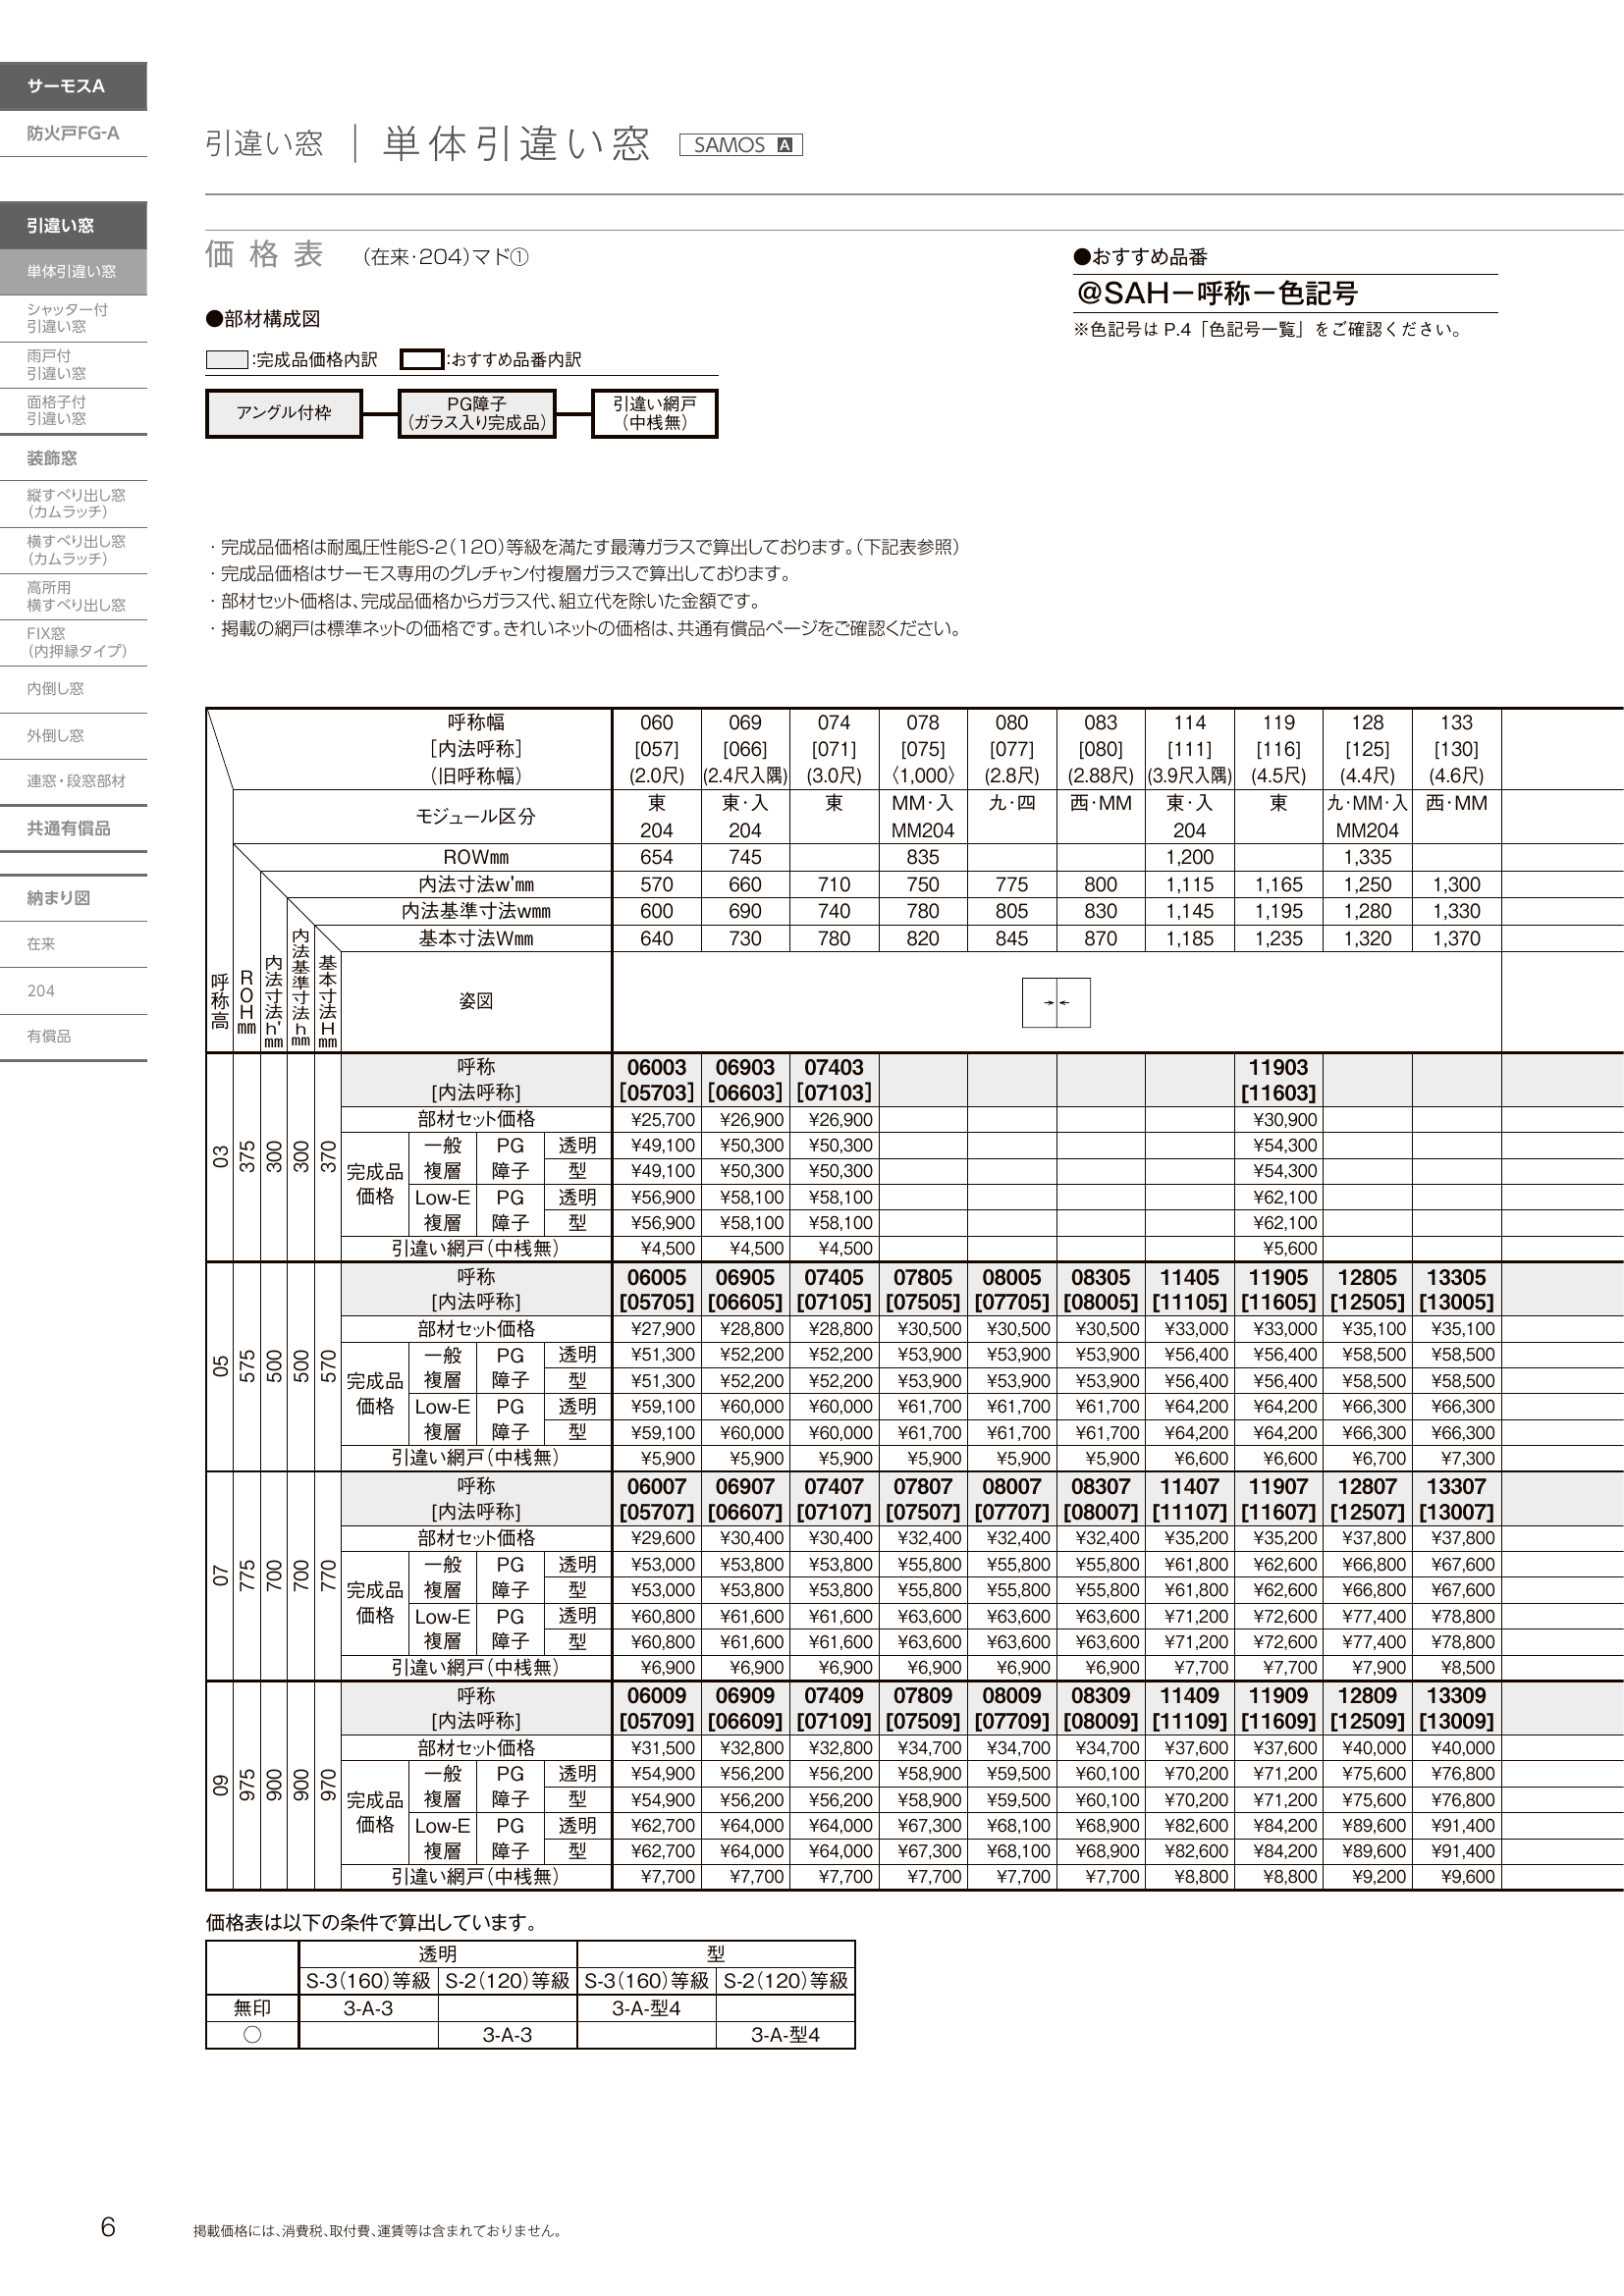 サーモスA
防火戸FG-A
引違い窓
単体引違い窓
シャッター付
引違い窓
雨戸付
引違い窓
面格子付
引違い窓
装飾窓
縦すべり出し窓
（カムラッチ）
横すべり出し窓
（カムラッチ）
高所用
横すべり出し窓
FIX窓
（内押縁タイプ）
内倒し窓
外倒し窓
連窓・段窓部材
共通有償品
納まり図
在来
204
有償品
引違い窓｜単体引違い窓 SAMOS A
価格表 （在来･204）マド①
●おすすめ品番
@SAH－呼称－色記号
※色記号は P.4「色記号一覧」をご確認ください。
●部材構成図
:完成品価格内訳 :おすすめ品番内訳
アングル付枠
PG障子
（ガラス入り完成品）
引違い網戸
（中桟無）
・完成品価格は耐風圧性能S-2（120）等級を満たす最薄ガラスで算出しております。（下記表参照）
・完成品価格はサーモス専用のグレチャン付複層ガラスで算出しております。
・部材セット価格は、完成品価格からガラス代、組立代を除いた金額です。
・掲載の網戸は標準ネットの価格です。きれいネットの価格は、共通有償品ページをご確認ください。
呼称幅 060 069 074 078 080 083 114 119 128 133
［内法呼称］ [057] [066] [071] [075] [077] [080] [111] [116] [125] [130]
（旧呼称幅） (2.0尺) (2.4尺入隅) (3.0尺) 〈1,000〉 (2.8尺) (2.88尺) (3.9尺入隅) (4.5尺) (4.4尺) (4.6尺)
モジュール区分 東 東･入 東 MM･入 九･四 西･MM 東･入 東 九･MM･入 西･MM
204 204 MM204 204 MM204
ROW㎜ 654 745 835 1,200 1,335
内法寸法w'㎜ 570 660 710 750 775 800 1,115 1,165 1,250 1,300
内法基準寸法w㎜ 600 690 740 780 805 830 1,145 1,195 1,280 1,330
基本寸法W㎜ 640 730 780 820 845 870 1,185 1,235 1,320 1,370
呼称高 ROH㎜ 内法寸法h'㎜ 内法基準寸法h㎜ 基本寸法H㎜ 姿図
03 375 300 300 370
呼称 06003 06903 07403 11903
[内法呼称] [05703] [06603] [07103] [11603]
部材セット価格 ¥25,700 ¥26,900 ¥26,900 ¥30,900
完成品価格 一般複層 PG障子 透明 ¥49,100 ¥50,300 ¥50,300 ¥54,300
型 ¥49,100 ¥50,300 ¥50,300 ¥54,300
Low-E複層 PG障子 透明 ¥56,900 ¥58,100 ¥58,100 ¥62,100
型 ¥56,900 ¥58,100 ¥58,100 ¥62,100
引違い網戸（中桟無） ¥4,500 ¥4,500 ¥4,500 ¥5,600
05 575 500 500 570
呼称 06005 06905 07405 07805 08005 08305 11405 11905 12805 13305
[内法呼称] [05705] [06605] [07105] [07505] [07705] [08005] [11105] [11605] [12505] [13005]
部材セット価格 ¥27,900 ¥28,800 ¥28,800 ¥30,500 ¥30,500 ¥30,500 ¥33,000 ¥33,000 ¥35,100 ¥35,100
完成品価格 一般複層 PG障子 透明 ¥51,300 ¥52,200 ¥52,200 ¥53,900 ¥53,900 ¥53,900 ¥56,400 ¥56,400 ¥58,500 ¥58,500
型 ¥51,300 ¥52,200 ¥52,200 ¥53,900 ¥53,900 ¥53,900 ¥56,400 ¥56,400 ¥58,500 ¥58,500
Low-E複層 PG障子 透明 ¥59,100 ¥60,000 ¥60,000 ¥61,700 ¥61,700 ¥61,700 ¥64,200 ¥64,200 ¥66,300 ¥66,300
型 ¥59,100 ¥60,000 ¥60,000 ¥61,700 ¥61,700 ¥61,700 ¥64,200 ¥64,200 ¥66,300 ¥66,300
引違い網戸（中桟無） ¥5,900 ¥5,900 ¥5,900 ¥5,900 ¥5,900 ¥5,900 ¥6,600 ¥6,600 ¥6,700 ¥7,300
07 775 700 700 770
呼称 06007 06907 07407 07807 08007 08307 11407 11907 12807 13307
[内法呼称] [05707] [06607] [07107] [07507] [07707] [08007] [11107] [11607] [12507] [13007]
部材セット価格 ¥29,600 ¥30,400 ¥30,400 ¥32,400 ¥32,400 ¥32,400 ¥35,200 ¥35,200 ¥37,800 ¥37,800
完成品価格 一般複層 PG障子 透明 ¥53,000 ¥53,800 ¥53,800 ¥55,800 ¥55,800 ¥55,800 ¥61,800 ¥62,600 ¥66,800 ¥67,600
型 ¥53,000 ¥53,800 ¥53,800 ¥55,800 ¥55,800 ¥55,800 ¥61,800 ¥62,600 ¥66,800 ¥67,600
Low-E複層 PG障子 透明 ¥60,800 ¥61,600 ¥61,600 ¥63,600 ¥63,600 ¥63,600 ¥71,200 ¥72,600 ¥77,400 ¥78,800
型 ¥60,800 ¥61,600 ¥61,600 ¥63,600 ¥63,600 ¥63,600 ¥71,200 ¥72,600 ¥77,400 ¥78,800
引違い網戸（中桟無） ¥6,900 ¥6,900 ¥6,900 ¥6,900 ¥6,900 ¥6,900 ¥7,700 ¥7,700 ¥7,900 ¥8,500
09 975 900 900 970
呼称 06009 06909 07409 07809 08009 08309 11409 11909 12809 13309
[内法呼称] [05709] [06609] [07109] [07509] [07709] [08009] [11109] [11609] [12509] [13009]
部材セット価格 ¥31,500 ¥32,800 ¥32,800 ¥34,700 ¥34,700 ¥34,700 ¥37,600 ¥37,600 ¥40,000 ¥40,000
完成品価格 一般複層 PG障子 透明 ¥54,900 ¥56,200 ¥56,200 ¥58,900 ¥59,500 ¥60,100 ¥70,200 ¥71,200 ¥75,600 ¥76,800
型 ¥54,900 ¥56,200 ¥56,200 ¥58,900 ¥59,500 ¥60,100 ¥70,200 ¥71,200 ¥75,600 ¥76,800
Low-E複層 PG障子 透明 ¥62,700 ¥64,000 ¥64,000 ¥67,300 ¥68,100 ¥68,900 ¥82,600 ¥84,200 ¥89,600 ¥91,400
型 ¥62,700 ¥64,000 ¥64,000 ¥67,300 ¥68,100 ¥68,900 ¥82,600 ¥84,200 ¥89,600 ¥91,400
引違い網戸（中桟無） ¥7,700 ¥7,700 ¥7,700 ¥7,700 ¥7,700 ¥7,700 ¥8,800 ¥8,800 ¥9,200 ¥9,600
価格表は以下の条件で算出しています。
透明 型
S-3（160）等級 S-2（120）等級 S-3（160）等級 S-2（120）等級
無印 3-A-3 3-A-型4
○ 3-A-3 3-A-型4
6
掲載価格には、消費税、取付費、運賃等は含まれておりません。